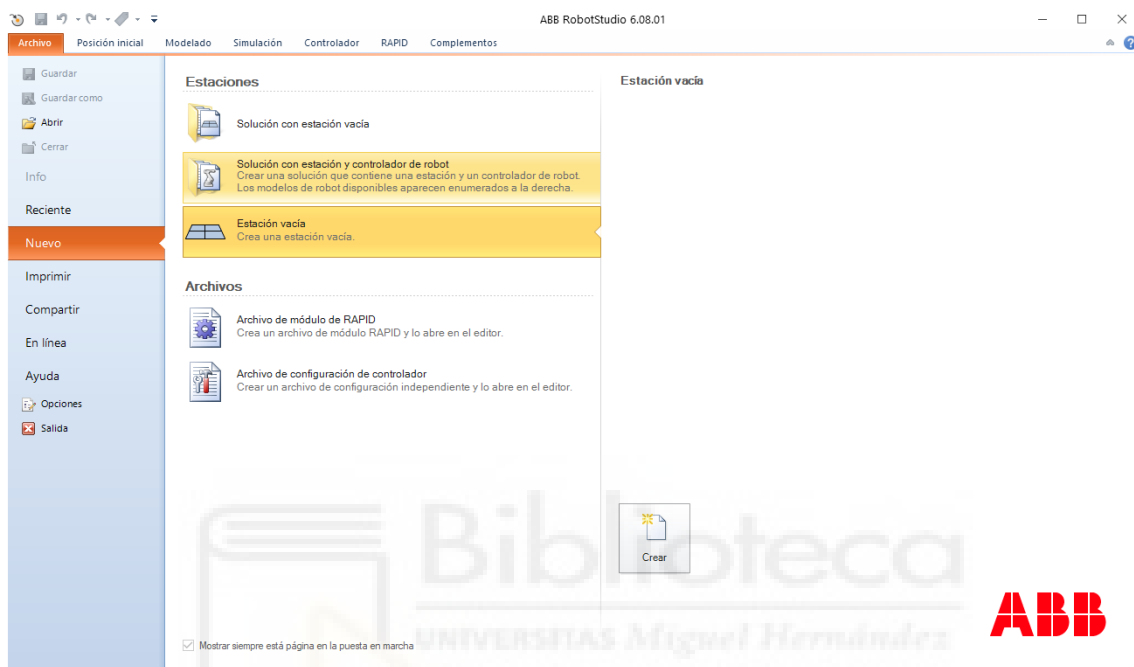 ABB RobotStudio 6.08.01
Archivo Posición inicial Modelado Simulación Controlador RAPID Complementos
Guardar
Guardar como
Abrir
Cerrar
Info
Reciente
Nuevo
Imprimir
Compartir
En línea
Ayuda
Opciones
Salida
Estaciones
Solución con estación vacía
Solución con estación y controlador de robot
Crear una solución que contiene una estación y un controlador de robot.
Los modelos de robot disponibles aparecen enumerados a la derecha.
Estación vacía
Crea una estación vacía.
Archivos
Archivo de módulo de RAPID
Crea un archivo de módulo RAPID y lo abre en el editor.
Archivo de configuración de controlador
Crear un archivo de configuración independiente y lo abre en el editor.
Mostrar siempre está página en la puesta en marcha
Estación vacía
Crear
ABB
Biblioteca
UNIVERSITAS Miguel Hernández